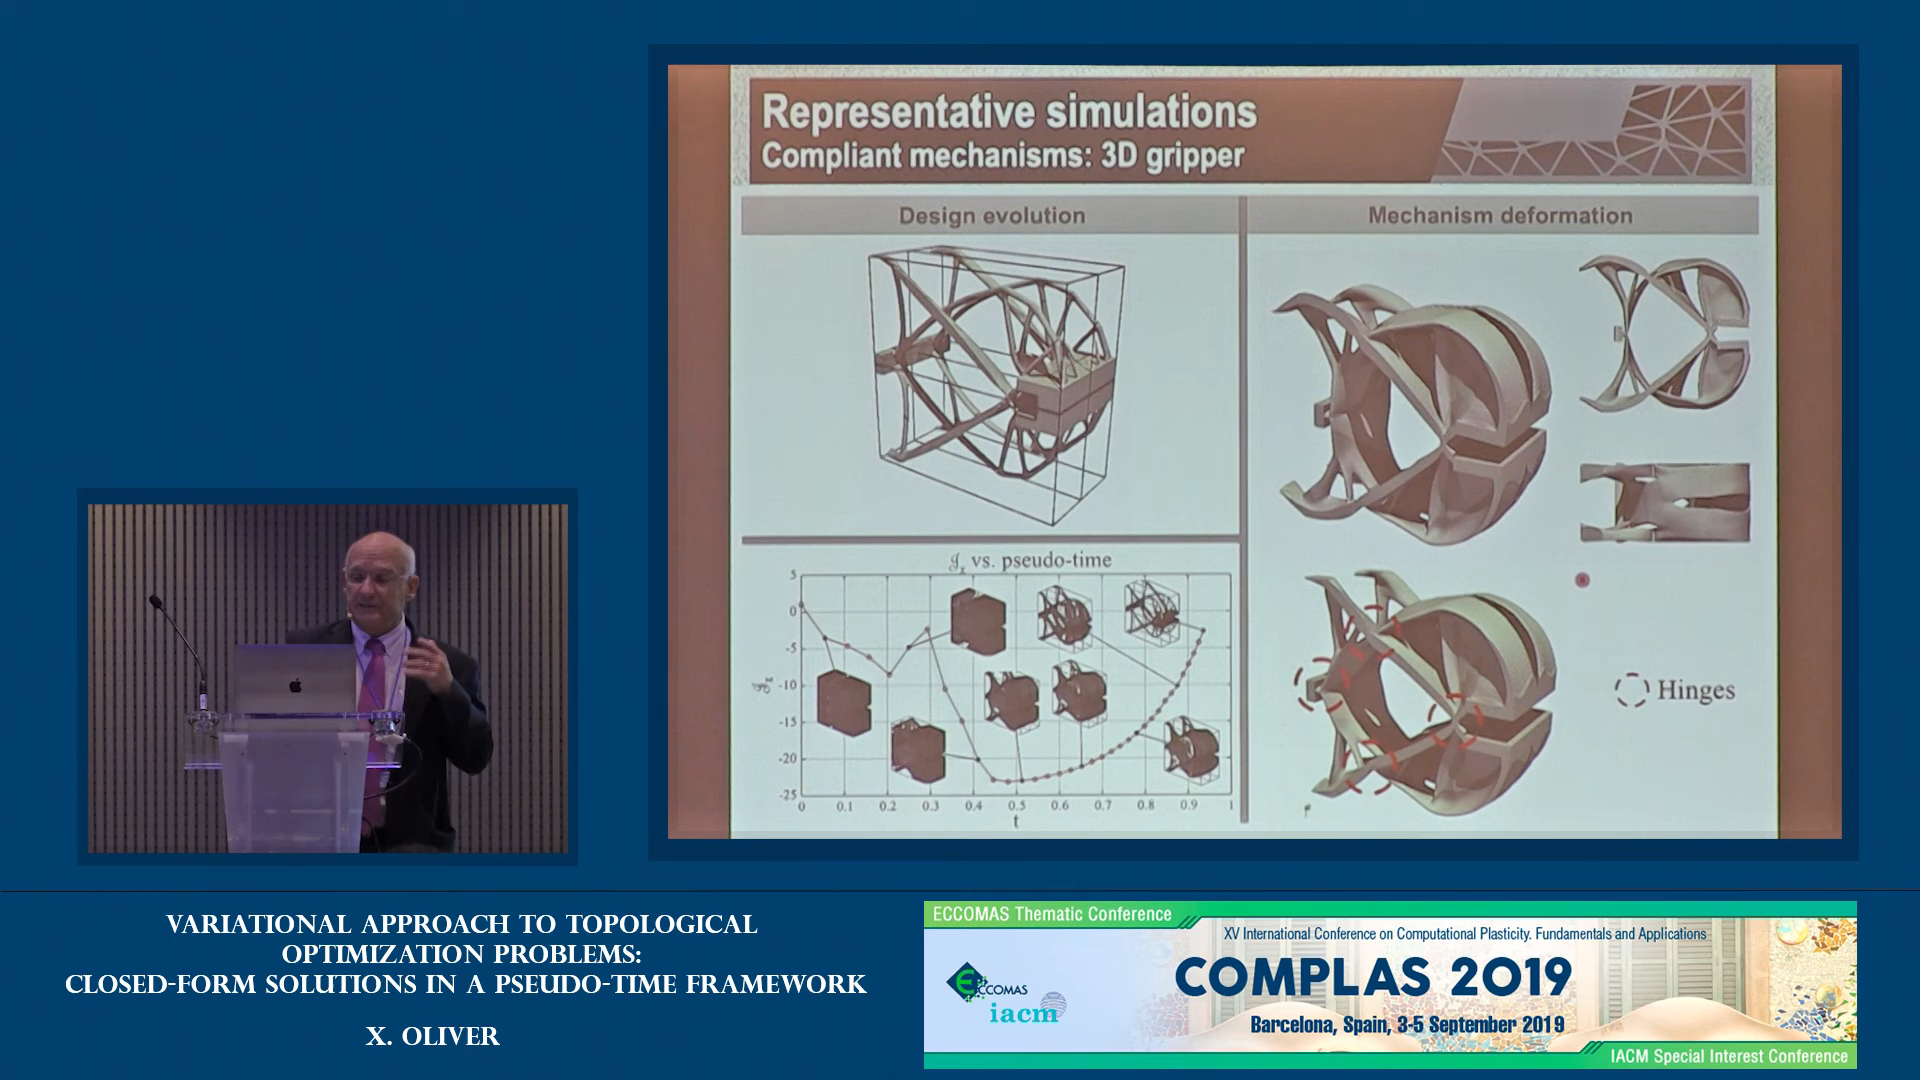 Representative simulations
Compliant mechanisms: 3D gripper
Design evolution
Mechanism deformation
vs. pseudo-time
5
0
-5
-10
-15
-20
-25
0 0.1 0.2 0.3 0.4 0.5 0.6 0.7 0.8 0.9 1
t
Hinges
VARIATIONAL APPROACH TO TOPOLOGICAL
OPTIMIZATION PROBLEMS:
CLOSED-FORM SOLUTIONS IN A PSEUDO-TIME FRAMEWORK
X. OLIVER
ECCOMAS Thematic Conference
XV International Conference on Computational Plasticity. Fundamentals and Applications
COMPLAS 2019
ECCOMAS
iacm
Barcelona, Spain, 3-5 September 2019
IACM Special Interest Conference